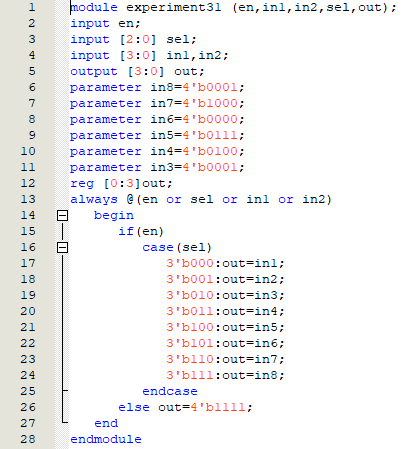 1 module experiment31 (en,in1,in2,sel,out);
2 input en;
3 input [2:0] sel;
4 input [3:0] in1,in2;
5 output [3:0] out;
6 parameter in8=4'b0001;
7 parameter in7=4'b1000;
8 parameter in6=4'b0000;
9 parameter in5=4'b0111;
10 parameter in4=4'b0100;
11 parameter in3=4'b0001;
12 reg [0:3]out;
13 always @(en or sel or in1 or in2)
14 begin
15 if(en)
16 case(sel)
17 3'b000:out=in1;
18 3'b001:out=in2;
19 3'b010:out=in3;
20 3'b011:out=in4;
21 3'b100:out=in5;
22 3'b101:out=in6;
23 3'b110:out=in7;
24 3'b111:out=in8;
25 endcase
26 else out=4'b1111;
27 end
28 endmodule